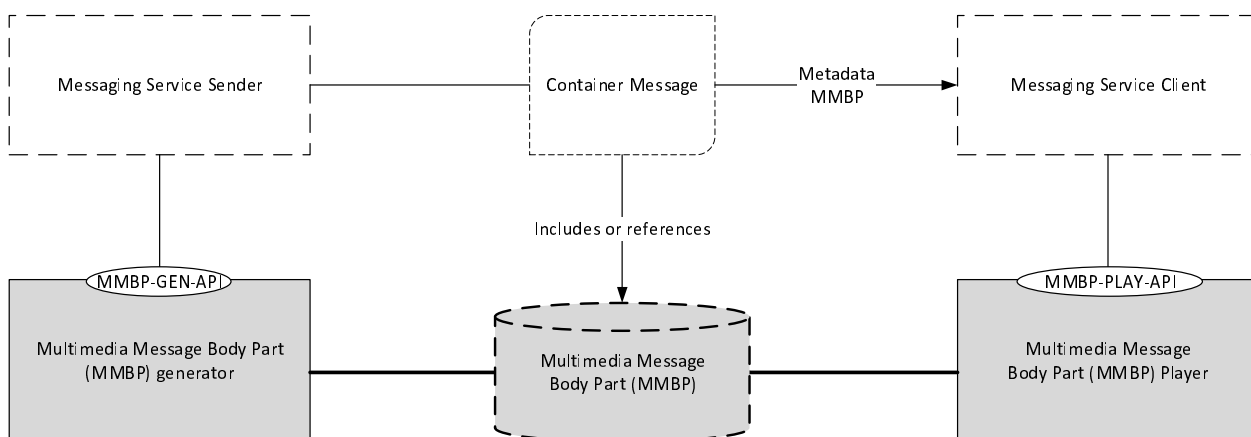 Messaging Service Sender
Container Message
Metadada
MMBP
Messaging Service Client
Includes or references
MMBP-GEN-API
MMBP-PLAY-API
Multimedia Message Body Part
(MMBP) generator
Multimedia Message
Body Part (MMBP)
Multimedia Message
Body Part (MMBP) Player